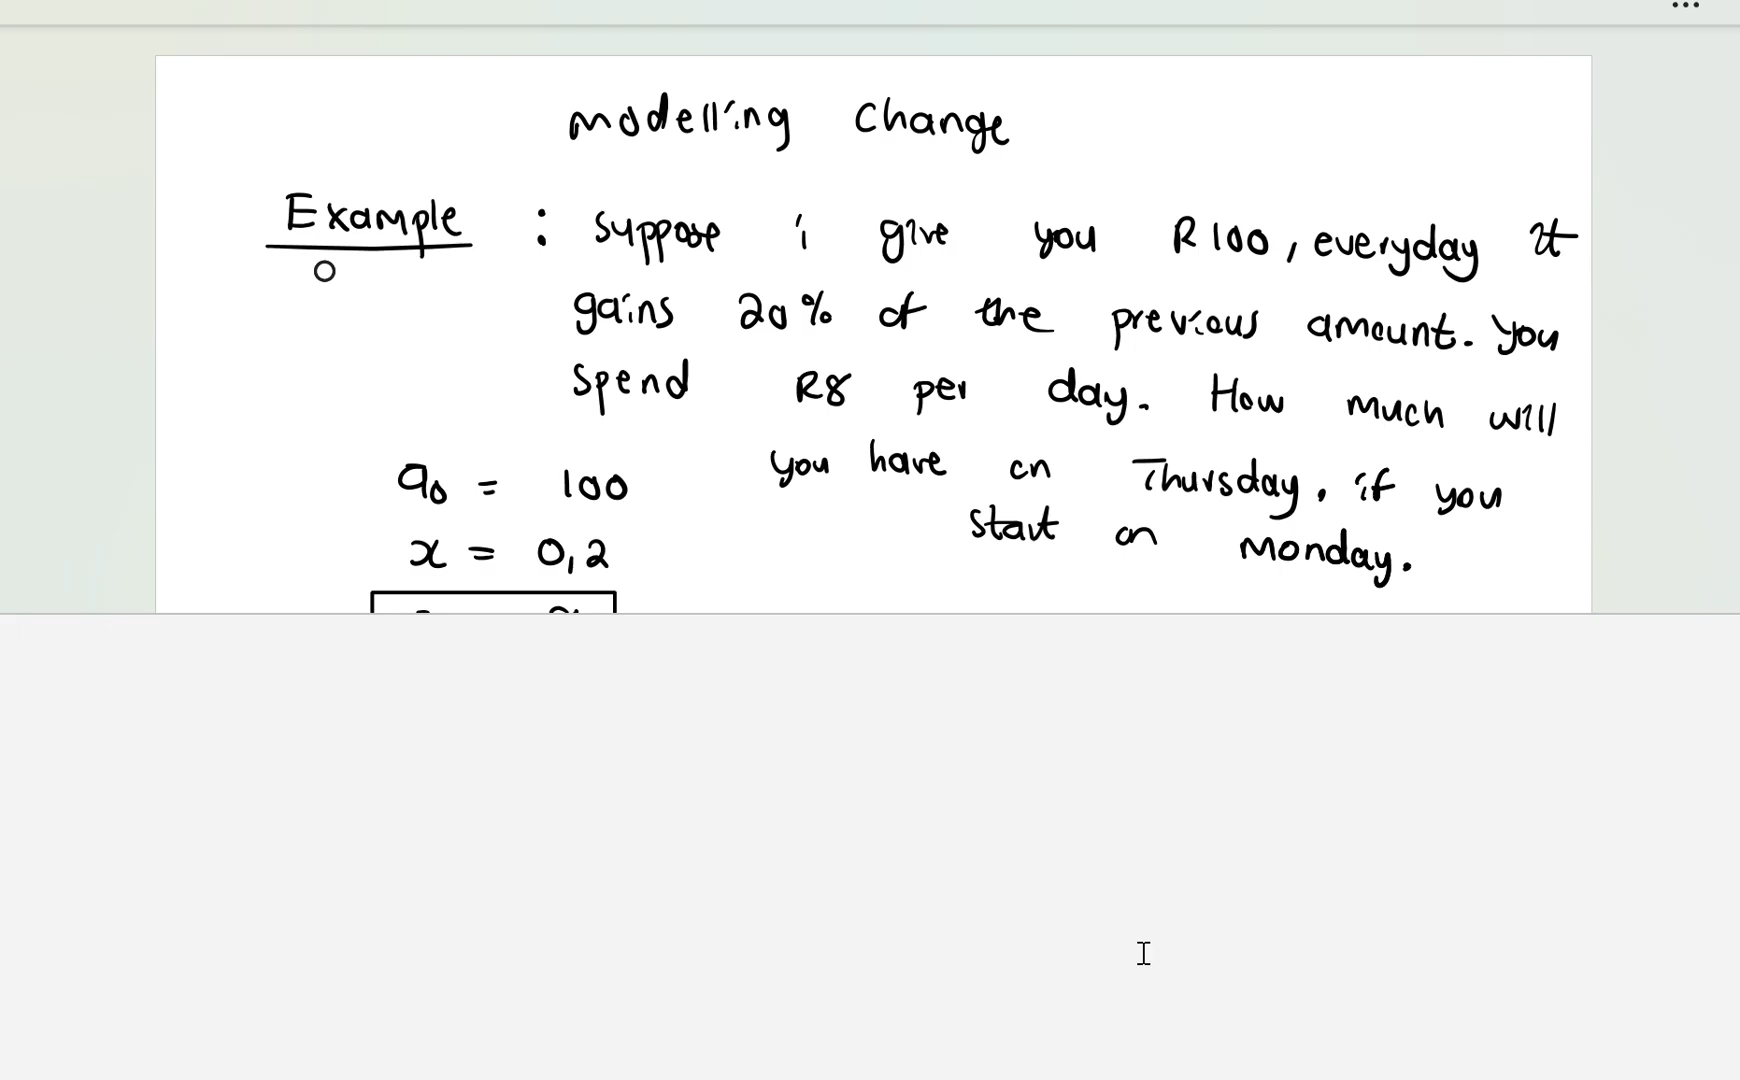 modelling change
Example : suppose i give you R100, everyday it
gains 20% of the previous amount. You
spend R8 per day. How much will
you have on Thursday, if you
start on monday.
a0 = 100
x = 0,2